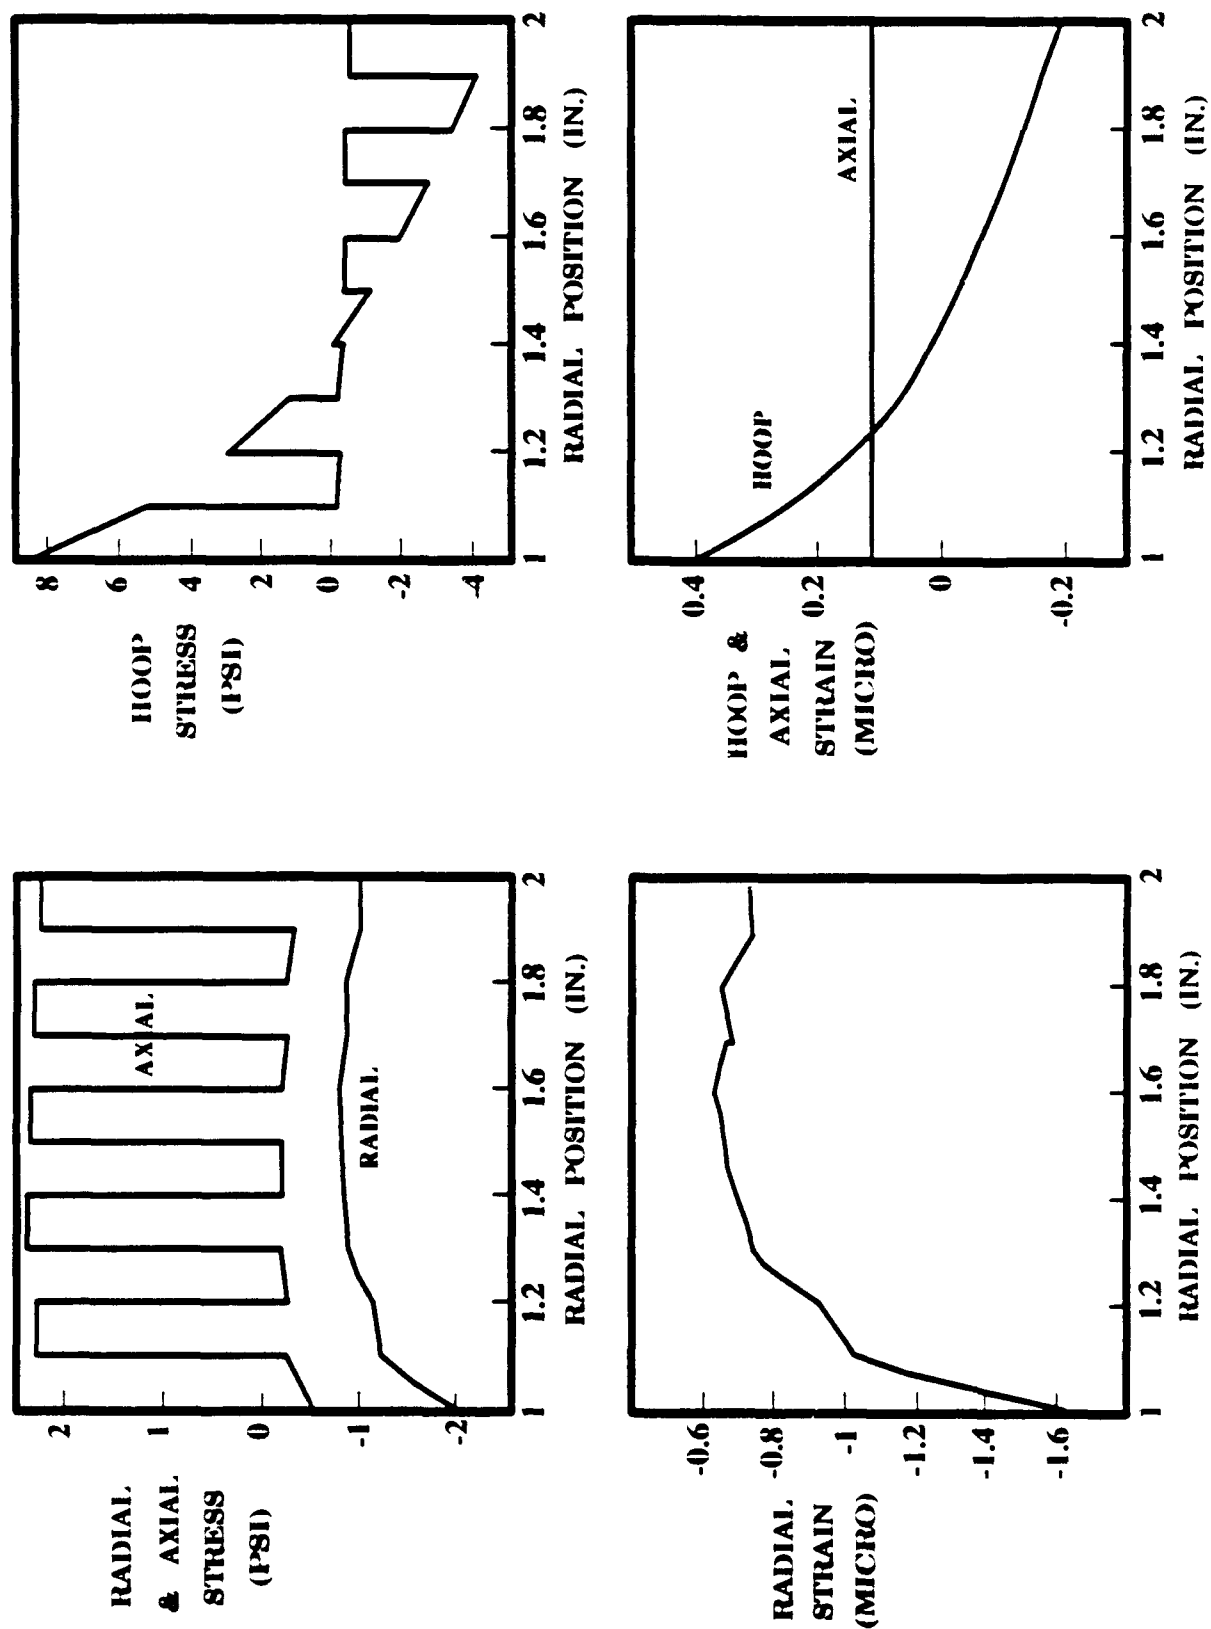 RADIAL
& AXIAL
STRESS
(PSI)
2
1
0
-1
-2
AXIAL
RADIAL
1
1.2
1.4
1.6
1.8
2
RADIAL POSITION (IN.)
HOOP
STRESS
(PSI)
8
6
4
2
0
-2
-4
1
1.2
1.4
1.6
1.8
2
RADIAL POSITION (IN.)
RADIAL
STRAIN
(MICRO)
-0.6
-0.8
-1
-1.2
-1.4
-1.6
1
1.2
1.4
1.6
1.8
2
RADIAL POSITION (IN.)
HOOP &
AXIAL
STRAIN
(MICRO)
0.4
0.2
0
-0.2
HOOP
AXIAL
1
1.2
1.4
1.6
1.8
2
RADIAL POSITION (IN.)